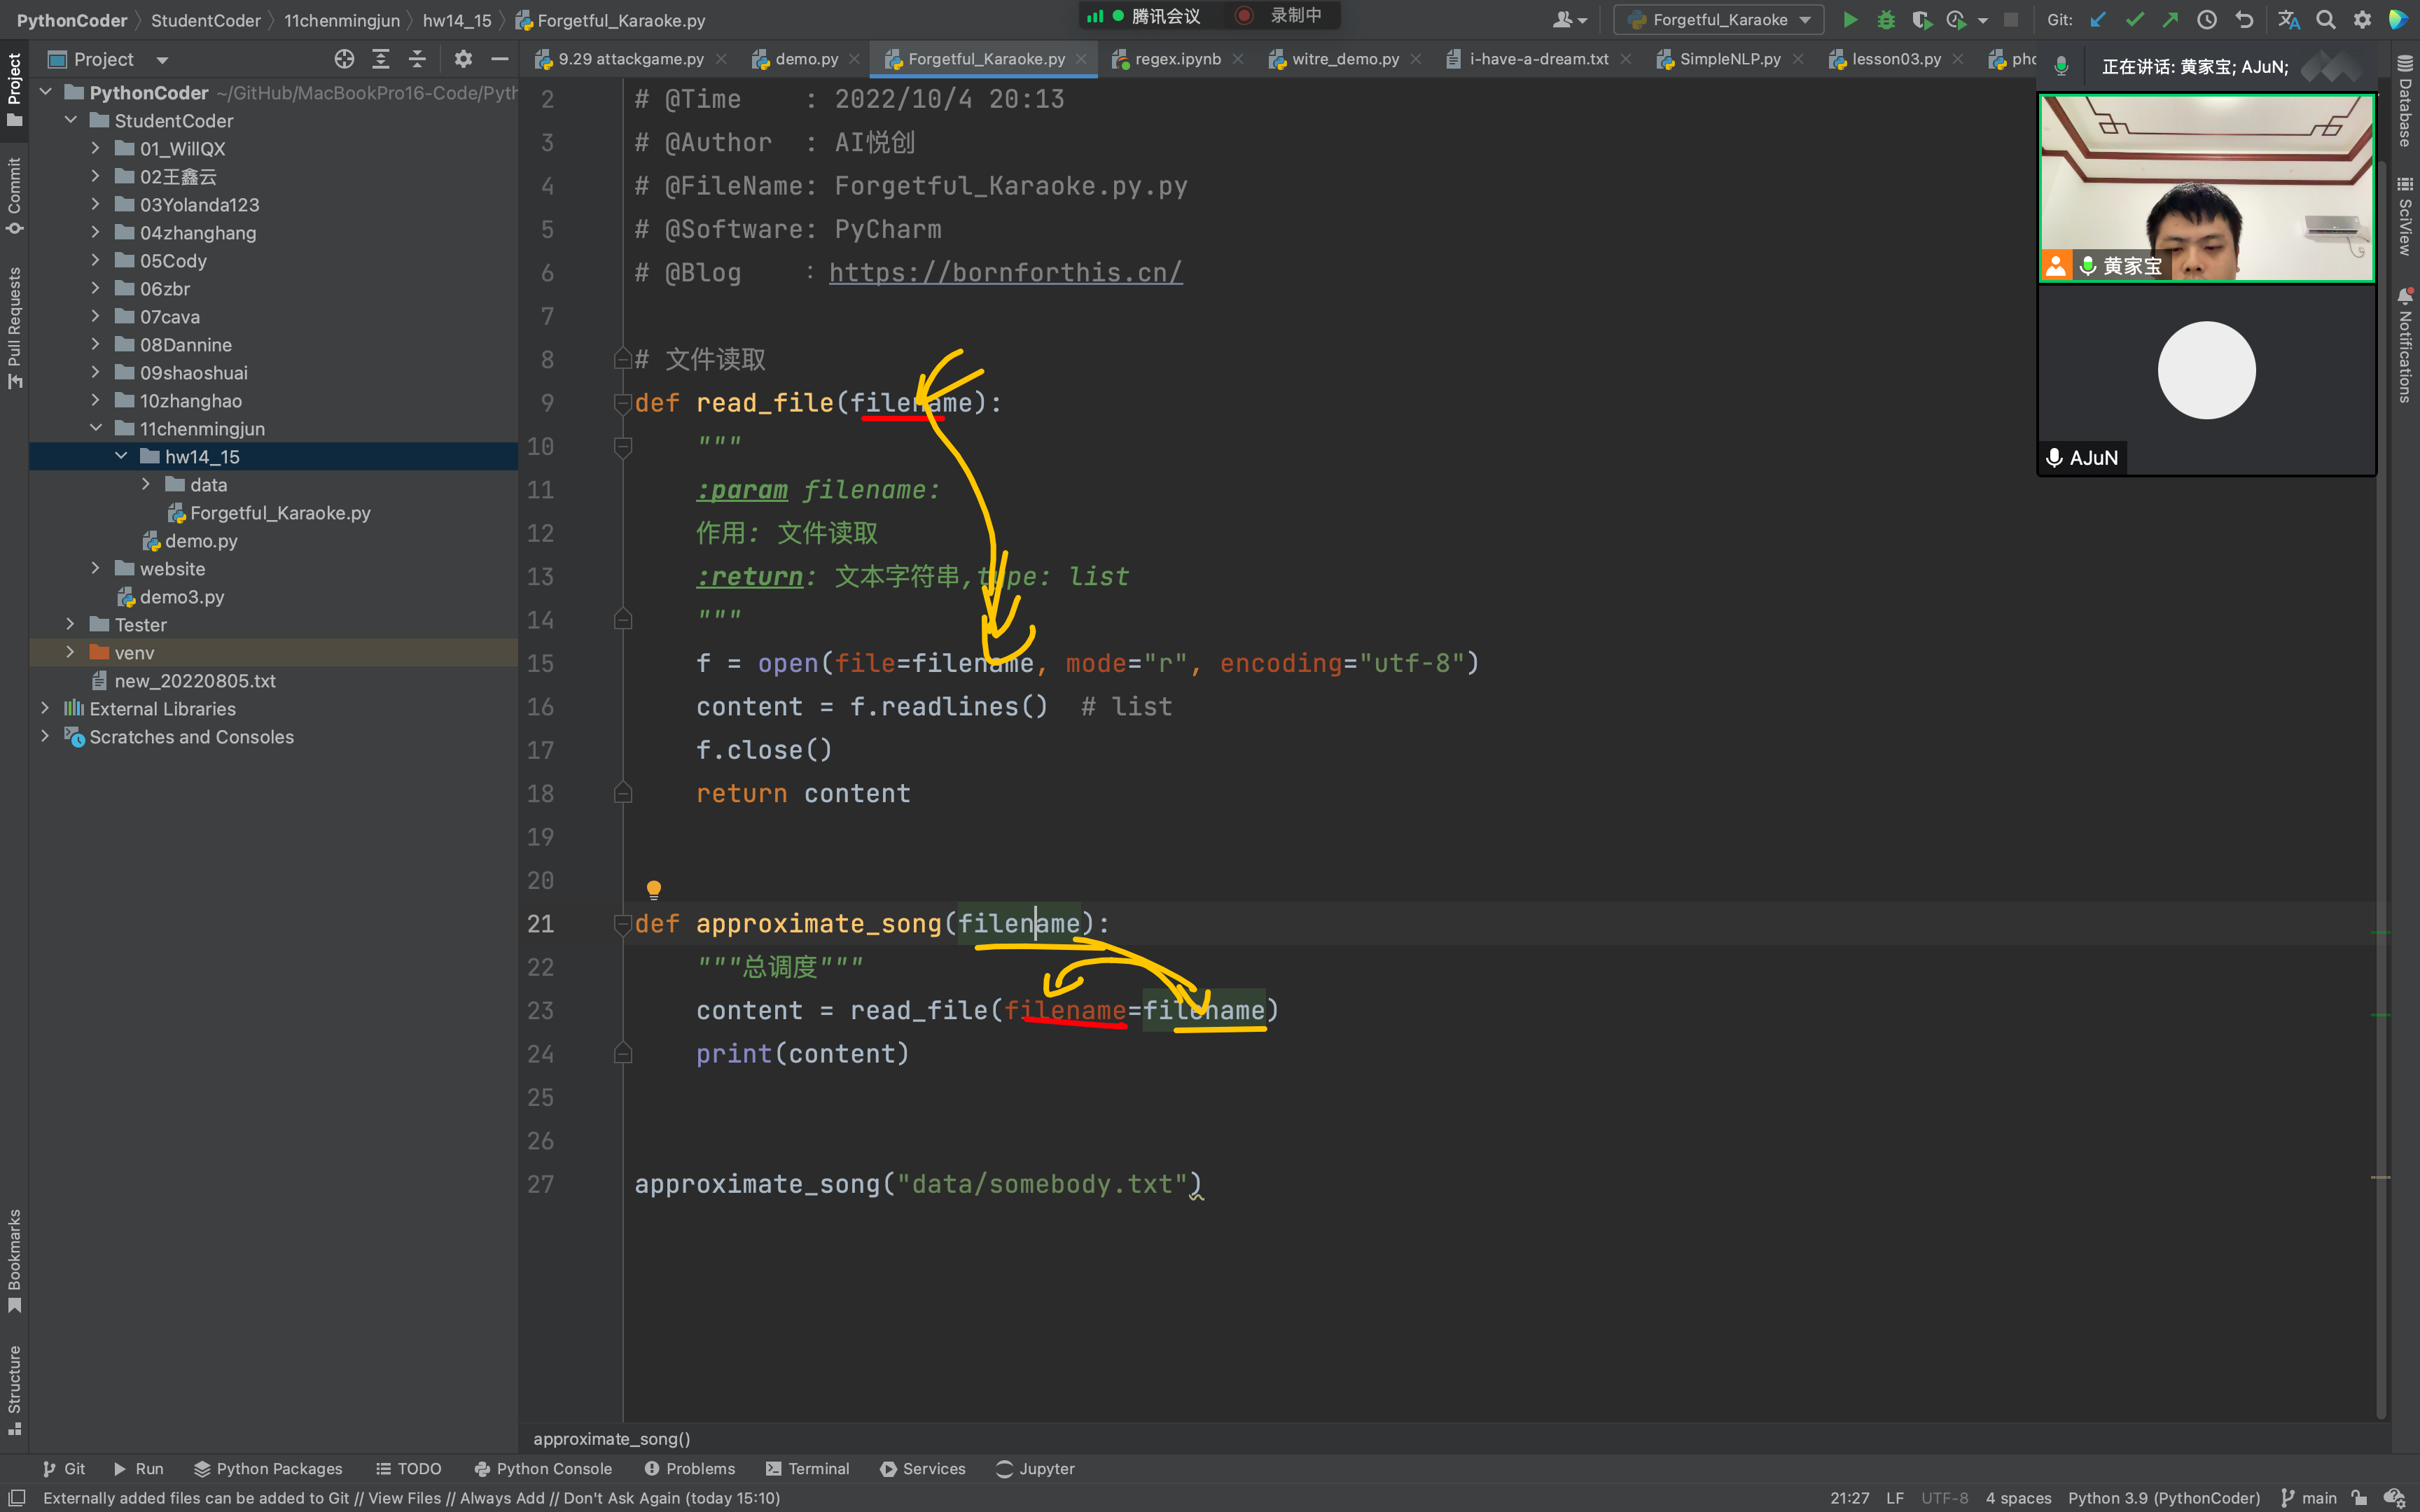 PythonCoder StudentCoder 11chenmingjun hw14_15 Forgetful_Karaoke.py
腾讯会议 录制中
Forgetful_Karaoke
Git:
Project
9.29 attackgame.py demo.py Forgetful_Karaoke.py regex.ipynb witre_demo.py i-have-a-dream.txt SimpleNLP.py lesson03.py
正在讲话: 黄家宝; AJuN;
黄家宝
AJuN
Project
Commit
Pull Requests
Bookmarks
Structure
Database
SciView
Notifications
PythonCoder ~/GitHub/MacBookPro16-Code/Pyth
StudentCoder
01_WillQX
02王鑫云
03Yolanda123
04zhanghang
05Cody
06zbr
07cava
08Dannine
09shaoshuai
10zhanghao
11chenmingjun
hw14_15
data
Forgetful_Karaoke.py
demo.py
website
demo3.py
Tester
venv
new_20220805.txt
External Libraries
Scratches and Consoles
2 # @Time    : 2022/10/4 20:13
3 # @Author  : AI悦创
4 # @FileName: Forgetful_Karaoke.py.py
5 # @Software: PyCharm
6 # @Blog    : https://bornforthis.cn/
7
8 # 文件读取
9 def read_file(filename):
10     """
11     :param filename:
12     作用: 文件读取
13     :return: 文本字符串,type: list
14     """
15     f = open(file=filename, mode="r", encoding="utf-8")
16     content = f.readlines()  # list
17     f.close()
18     return content
19
20
21 def approximate_song(filename):
22     """总调度"""
23     content = read_file(filename=filename)
24     print(content)
25
26
27 approximate_song("data/somebody.txt")
approximate_song()
Git Run Python Packages TODO Python Console Problems Terminal Services Jupyter
Externally added files can be added to Git // View Files // Always Add // Don't Ask Again (today 15:10)
21:27 LF UTF-8 4 spaces Python 3.9 (PythonCoder) main